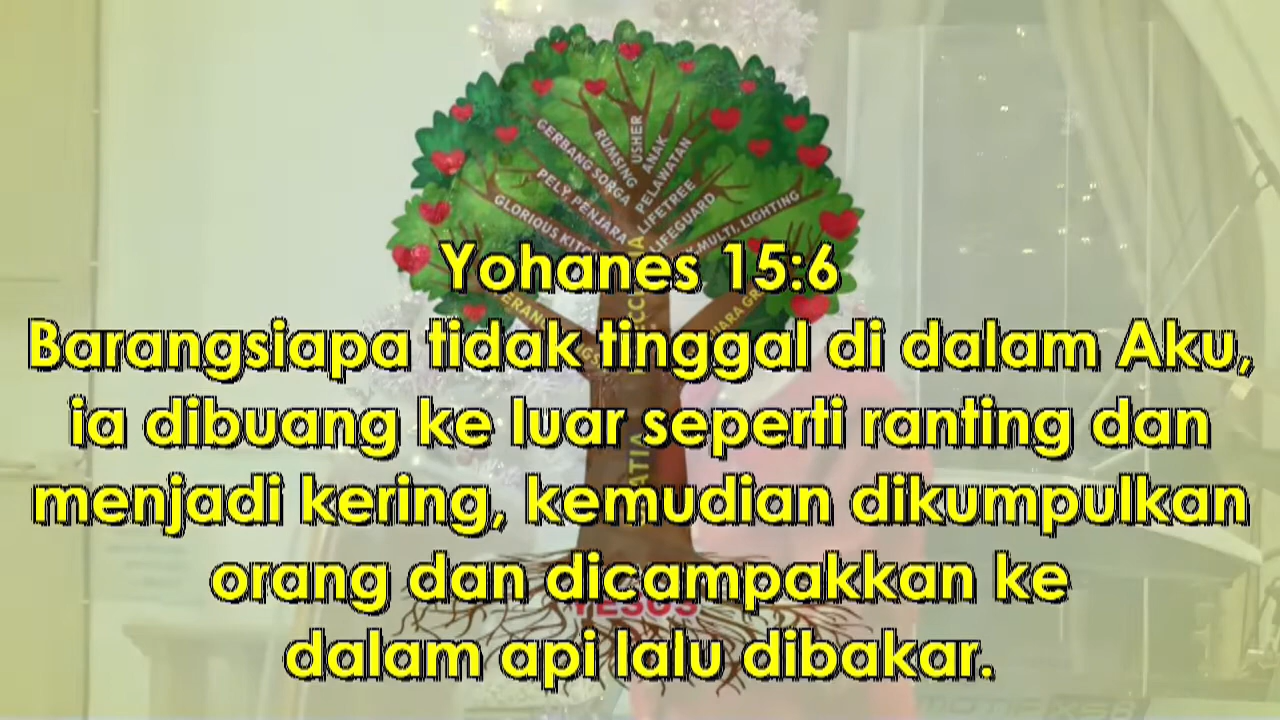 USHER
RUMSING
ANAK
GERBANG SORGA
PELAWATAN
PELY, PENJARA
LIFETREE
GLORIOUS
LIFEGUARD
MULTI, LIGHTING
Yohanes 15:6
Barangsiapa tidak tinggal di dalam Aku,
ia dibuang ke luar seperti ranting dan
menjadi kering, kemudian dikumpulkan
orang dan dicampakkan ke
YESUS
dalam api lalu dibakar.